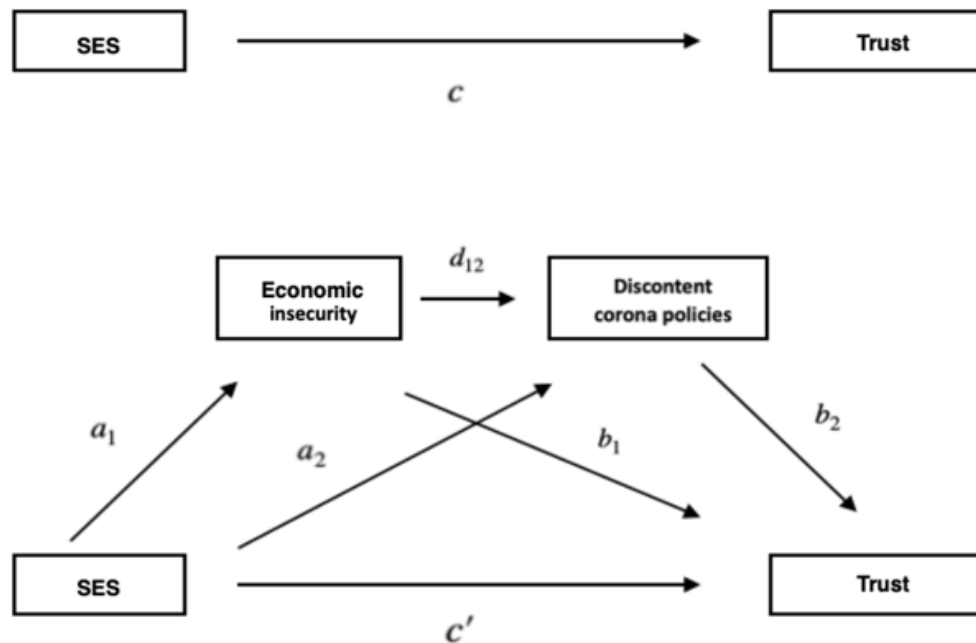 SES
Trust
c
d12
Economic
insecurity
Discontent
corona policies
a1
a2
b1
b2
SES
Trust
c′